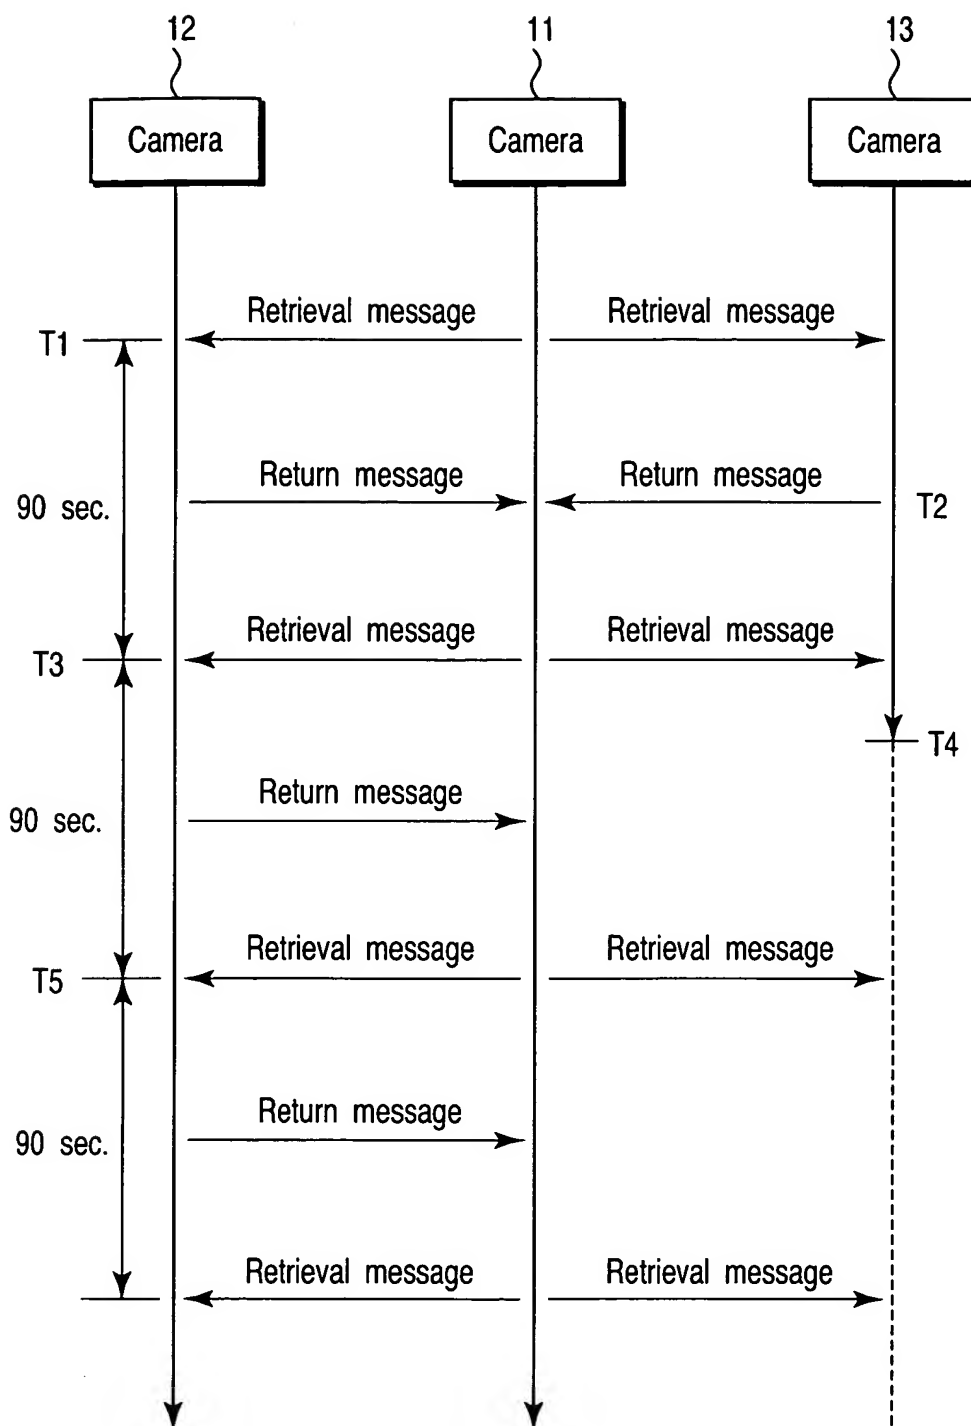 12 11 13
Camera Camera Camera
Retrieval message Retrieval message
T1
Return message Return message
90 sec. T2
Retrieval message Retrieval message
T3
T4
Return message
90 sec.
Retrieval message Retrieval message
T5
Return message
90 sec.
Retrieval message Retrieval message